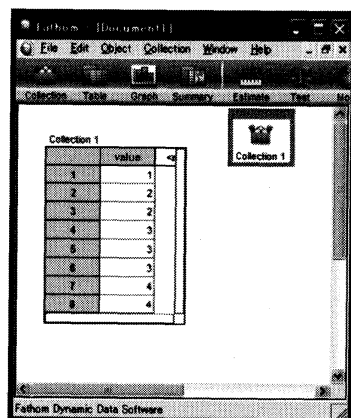 Fathom - [Document1]
File Edit Object Collection Window Help
Collection Table Graph Summary Estimate Test
Collection 1
Collection 1
value
1 1
2 2
3 2
4 3
5 3
6 3
7 4
8 4
Fathom Dynamic Data Software